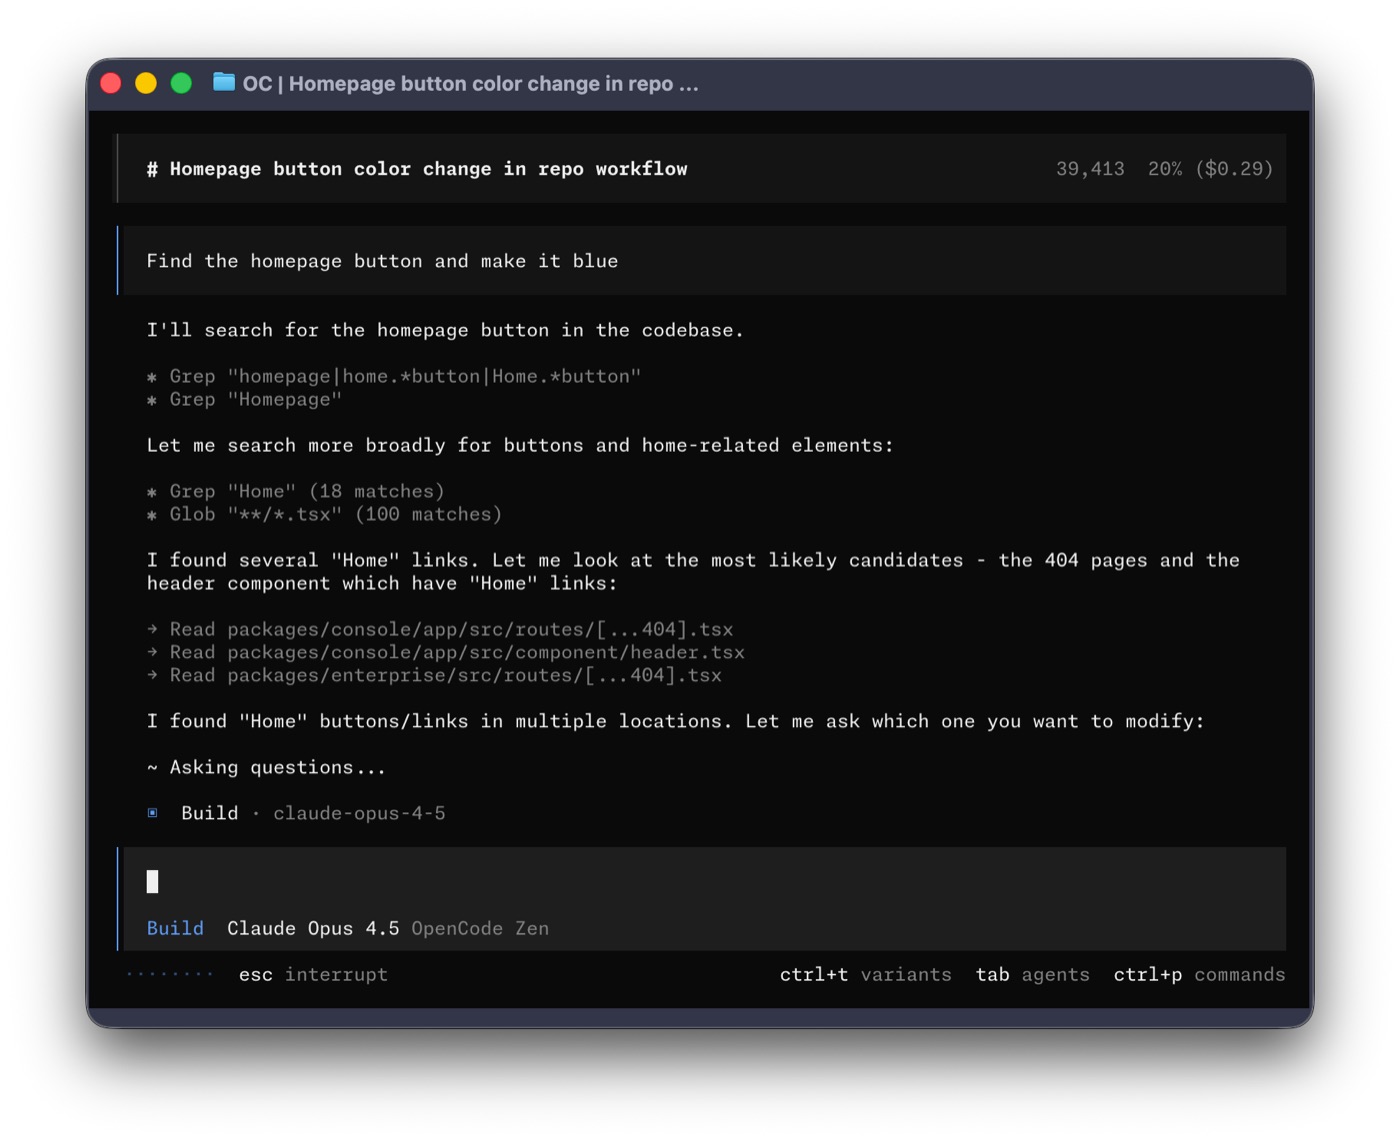 OC | Homepage button color change in repo ...
# Homepage button color change in repo workflow 39,413 20% ($0.29)
Find the homepage button and make it blue
I'll search for the homepage button in the codebase.
✱ Grep "homepage|home.*button|Home.*button"
✱ Grep "Homepage"
Let me search more broadly for buttons and home-related elements:
✱ Grep "Home" (18 matches)
✱ Glob "**/*.tsx" (100 matches)
I found several "Home" links. Let me look at the most likely candidates - the 404 pages and the
header component which have "Home" links:
→ Read packages/console/app/src/routes/[...404].tsx
→ Read packages/console/app/src/component/header.tsx
→ Read packages/enterprise/src/routes/[...404].tsx
I found "Home" buttons/links in multiple locations. Let me ask which one you want to modify:
~ Asking questions...
▣ Build · claude-opus-4-5
Build Claude Opus 4.5 OpenCode Zen
esc interrupt ctrl+t variants tab agents ctrl+p commands